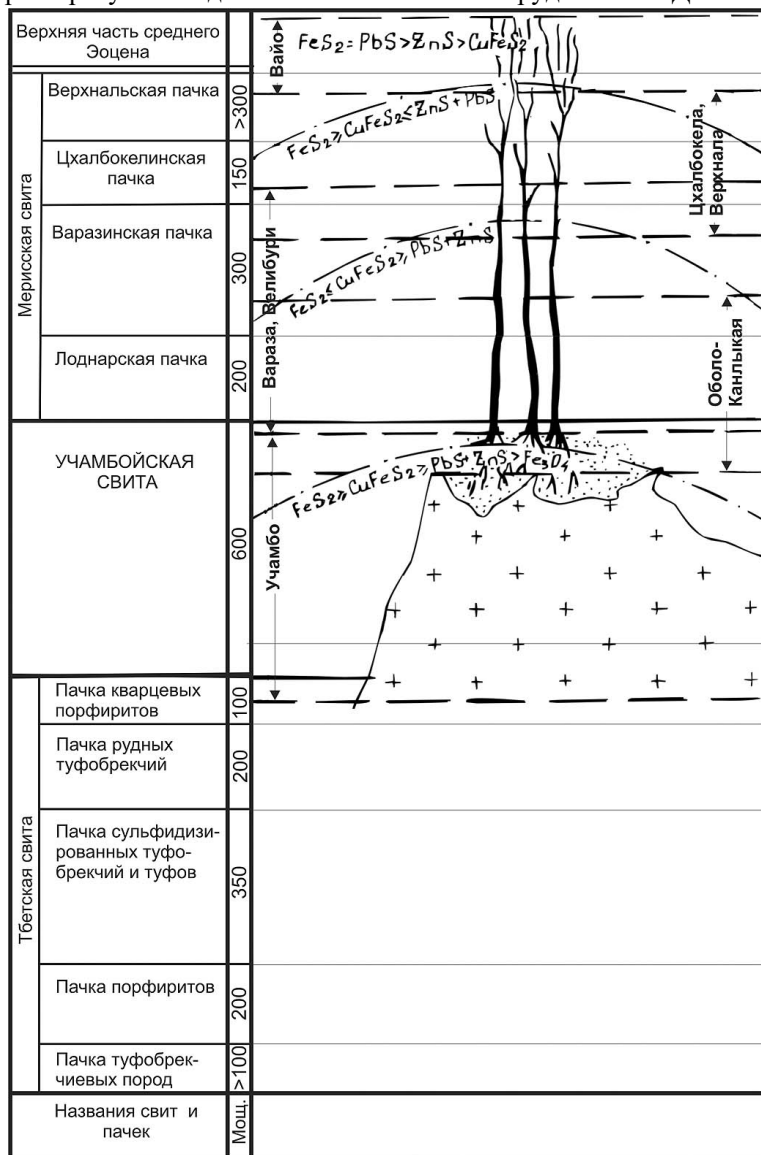 Верхняя часть среднего
Эоцена
Мерисская свита
Верхнальская пачка
>300
Цхалбокелинская
пачка
150
Варазинская пачка
300
Лоднарская пачка
200
УЧАМБОЙСКАЯ
СВИТА
600
Тбетская свита
Пачка кварцевых
порфиритов
100
Пачка рудных
туфобрекчий
200
Пачка сульфидизи-
рованных туфо-
брекчий и туфов
350
Пачка порфиритов
200
Пачка туфобрек-
чиевых пород
>100
Названия свит и
пачек
Мощ.
Вайо
FeS₂=PbS>ZnS>CuFeS₂
FeS₂⩾CuFeS₂⩽ZnS+PbS
Цхалбокела,
Верхнала
Вараза, Велибури
FeS₂⩽CuFeS₂⩾PbS+ZnS
Оболо-
Канлыкая
Учамбо
FeS₂⩾CuFeS₂⩾PbS+ZnS>Fe₃O₄